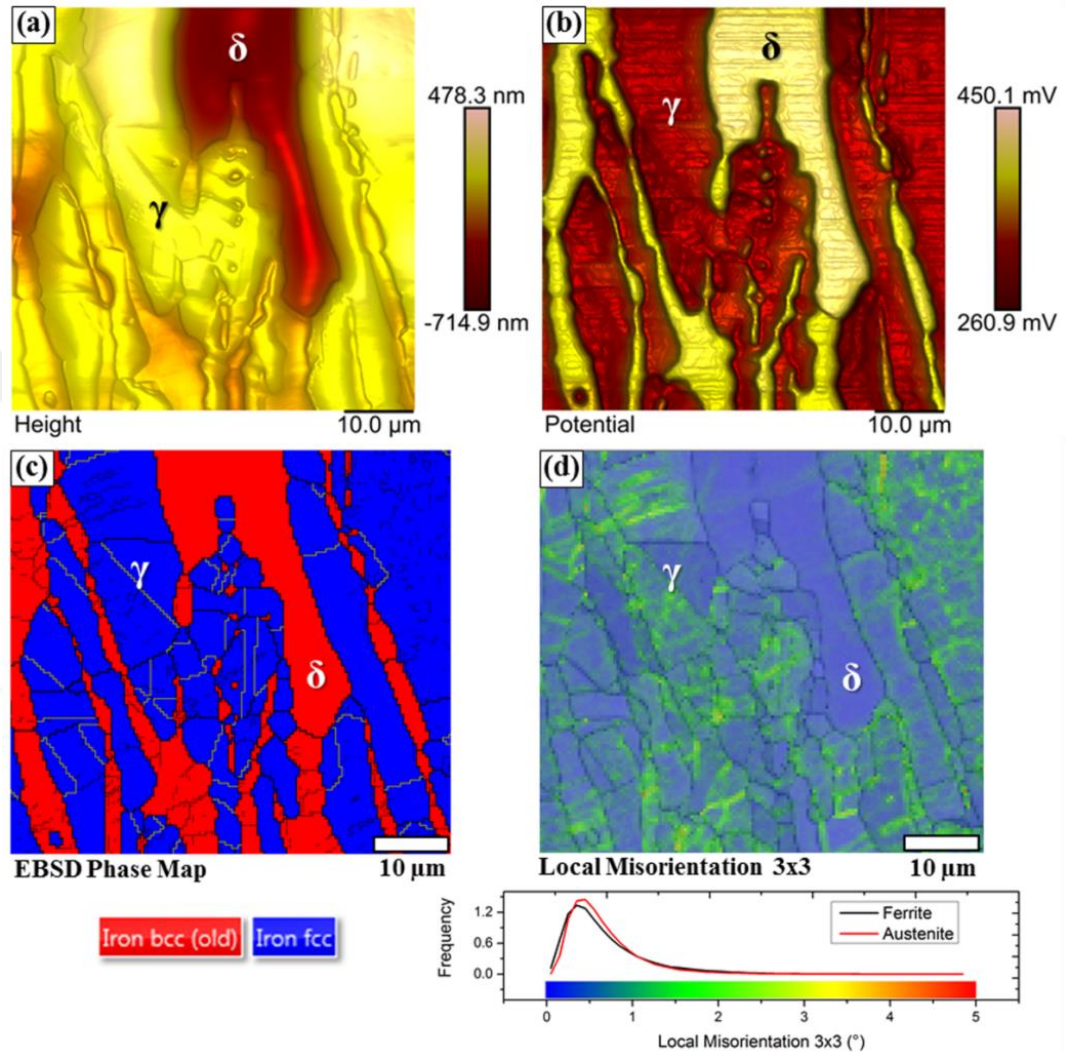 (a)
δ
γ
478.3 nm
-714.9 nm
Height
10.0 µm
(b)
δ
γ
450.1 mV
260.9 mV
Potential
10.0 µm
(c)
γ
δ
EBSD Phase Map
10 µm
Iron bcc (old)
Iron fcc
(d)
γ
δ
Local Misorientation 3x3
10 µm
Frequency
1.2
0.6
0.0
Ferrite
Austenite
0 1 2 3 4 5
Local Misorientation 3x3 (°)